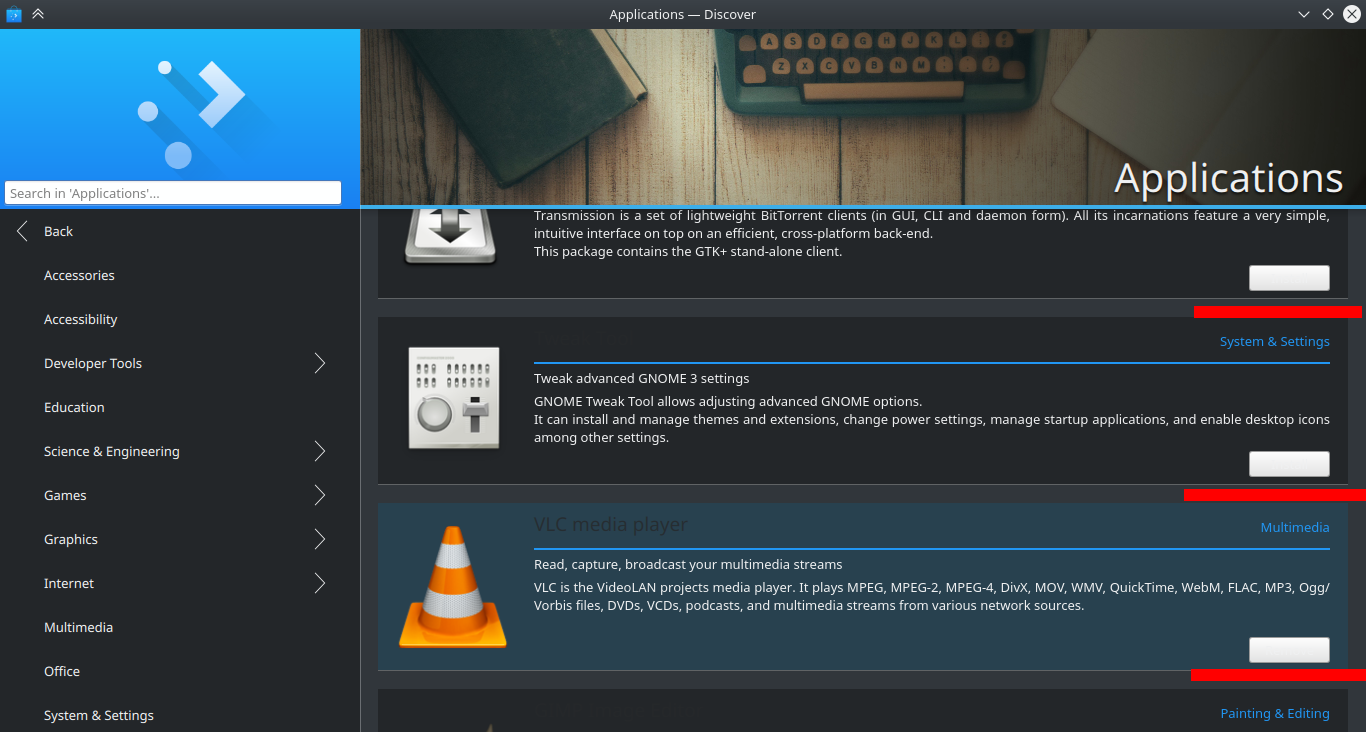 Applications — Discover
Applications
Search in 'Applications'...
Back
Accessories
Accessibility
Developer Tools
Education
Science & Engineering
Games
Graphics
Internet
Multimedia
Office
System & Settings
Transmission is a set of lightweight BitTorrent clients (in GUI, CLI and daemon form). All its incarnations feature a very simple,
intuitive interface on top on an efficient, cross-platform back-end.
This package contains the GTK+ stand-alone client.
System & Settings
Tweak advanced GNOME 3 settings
GNOME Tweak Tool allows adjusting advanced GNOME options.
It can install and manage themes and extensions, change power settings, manage startup applications, and enable desktop icons
among other settings.
VLC media player
Multimedia
Read, capture, broadcast your multimedia streams
VLC is the VideoLAN projects media player. It plays MPEG, MPEG-2, MPEG-4, DivX, MOV, WMV, QuickTime, WebM, FLAC, MP3, Ogg/
Vorbis files, DVDs, VCDs, podcasts, and multimedia streams from various network sources.
Painting & Editing